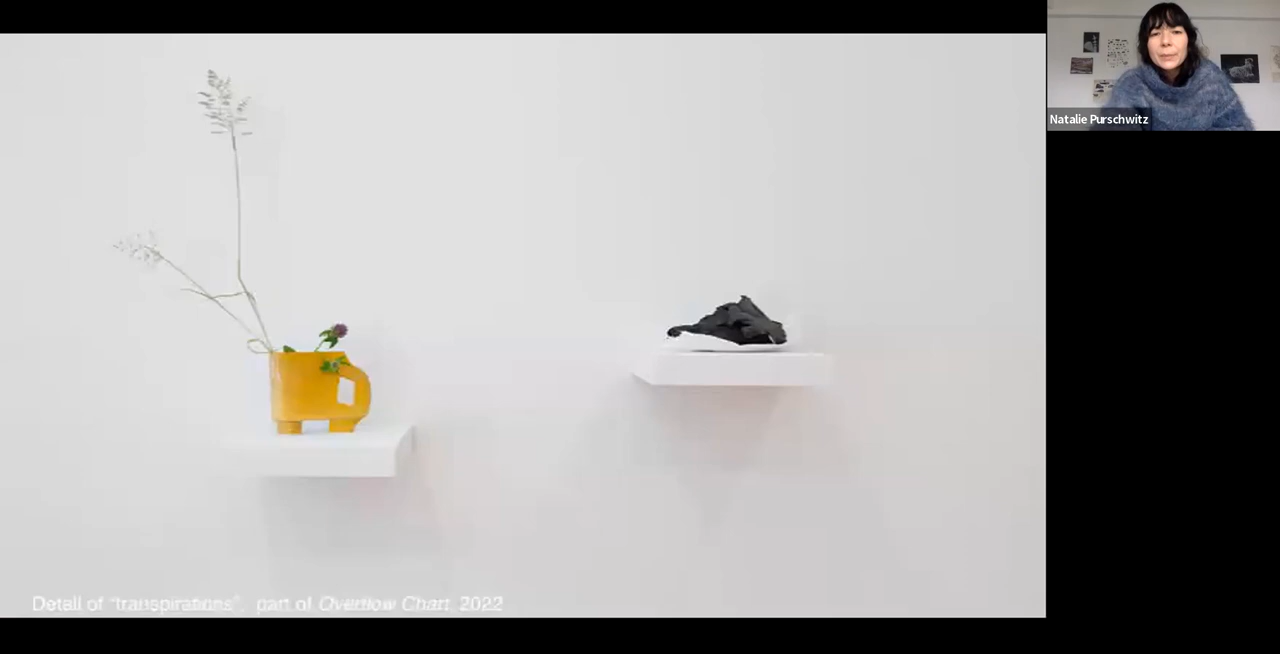 Natalie Purschwitz
Detail of "transpirations", part of Overflow Chart 2022